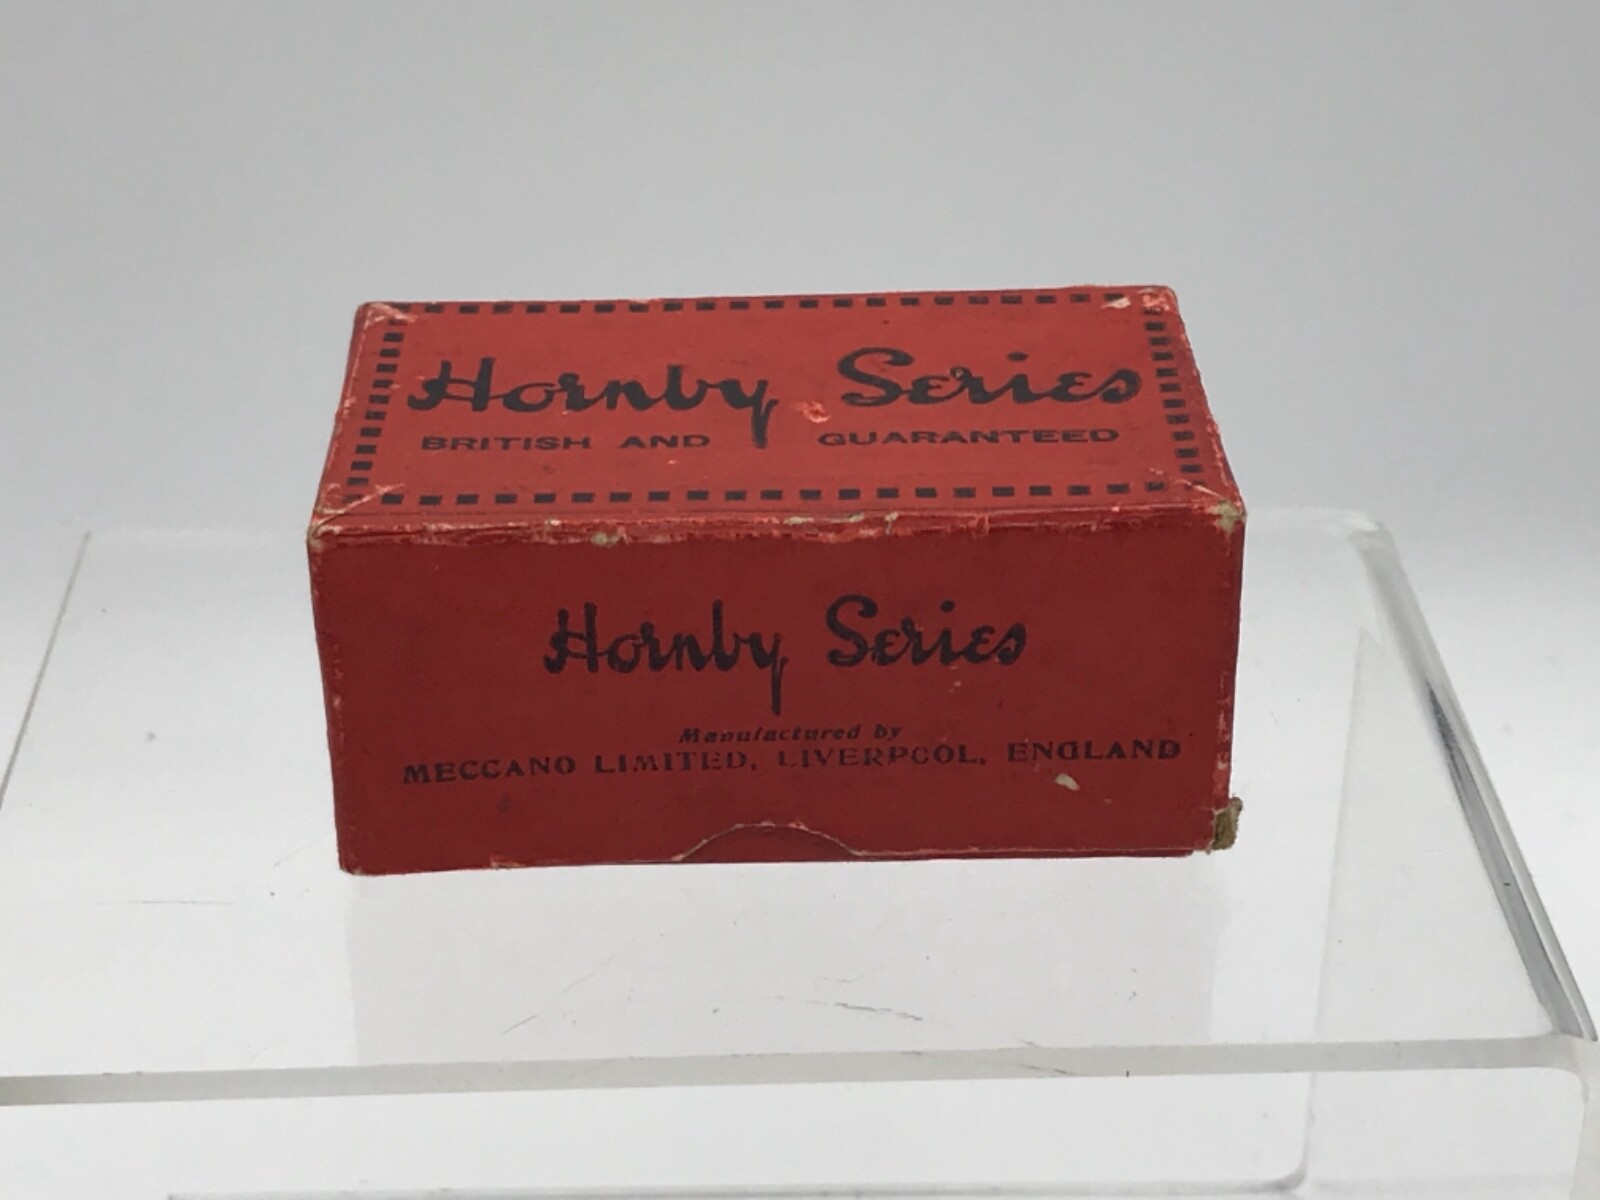 Hornby Series
BRITISH AND GUARANTEED
Hornby Series
Manufactured by
MECCANO LIMITED, LIVERPOOL, ENGLAND